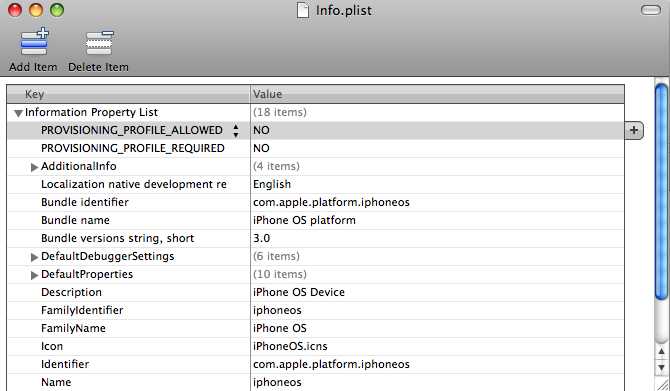 Info.plist
Add Item Delete Item
Key Value
Information Property List (18 items)
PROVISIONING_PROFILE_ALLOWED NO
PROVISIONING_PROFILE_REQUIRED NO
AdditionalInfo (4 items)
Localization native development re English
Bundle identifier com.apple.platform.iphoneos
Bundle name iPhone OS platform
Bundle versions string, short 3.0
DefaultDebuggerSettings (6 items)
DefaultProperties (10 items)
Description iPhone OS Device
FamilyIdentifier iphoneos
FamilyName iPhone OS
Icon iPhoneOS.icns
Identifier com.apple.platform.iphoneos
Name iphoneos